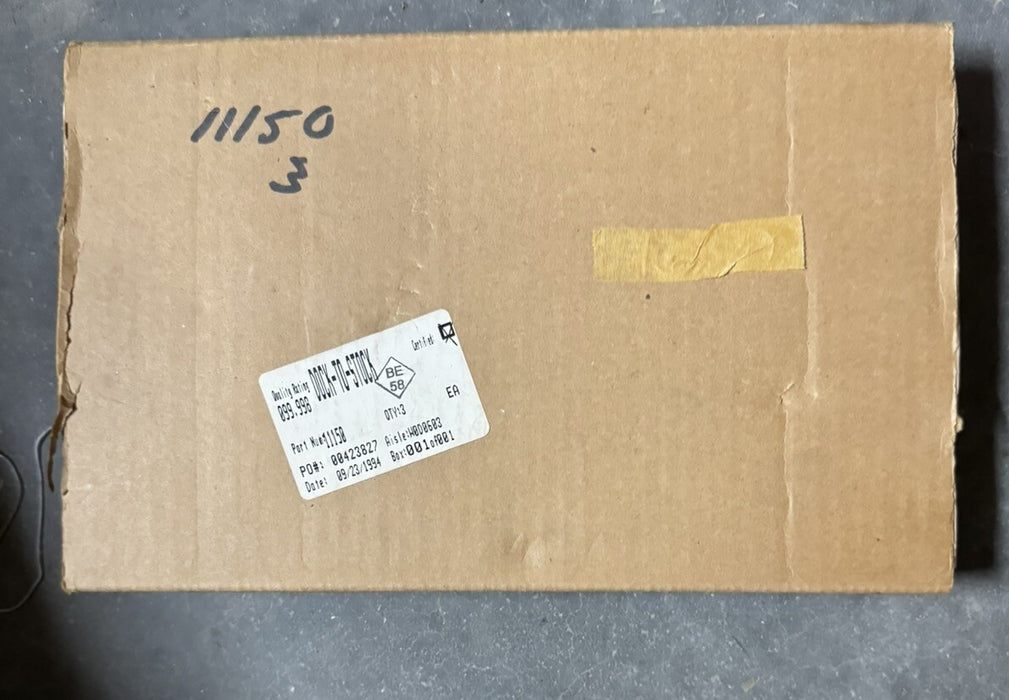 11150
3
Quality Rating DOCK-TO-STOCK Certified:
099.998
BE
58
QTY:3 EA
Part Num:11150
PO#: 00423827 Aisle:W0D0603
Date: 09/23/1994 Box:001of001